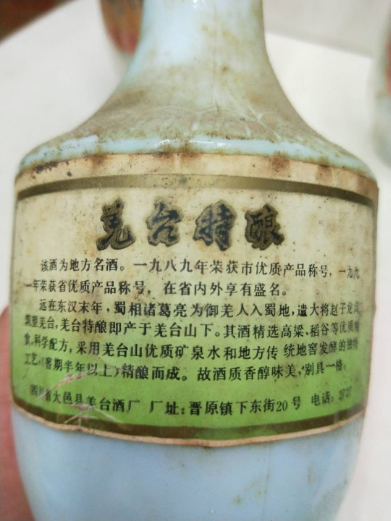 羌台特酿
该酒为地方名酒。一九八九年荣获市优质产品称号，一九九
一年荣获省优质产品称号，在省内外享有盛名。
远在东汉末年，蜀相诸葛亮为御羌人入蜀地，遣大将赵子龙
筑羌台，羌台特酿即产于羌台山下。其酒精选高梁、稻谷等优质
食，科学配方，采用羌台山优质矿泉水和地方传统地窖发酵的独特
工艺（窖期半年以上）精酿而成。故酒质香醇味美，别具一格。
四川省大邑县羌台酒厂 厂址：晋原镇下东街20号 电话：